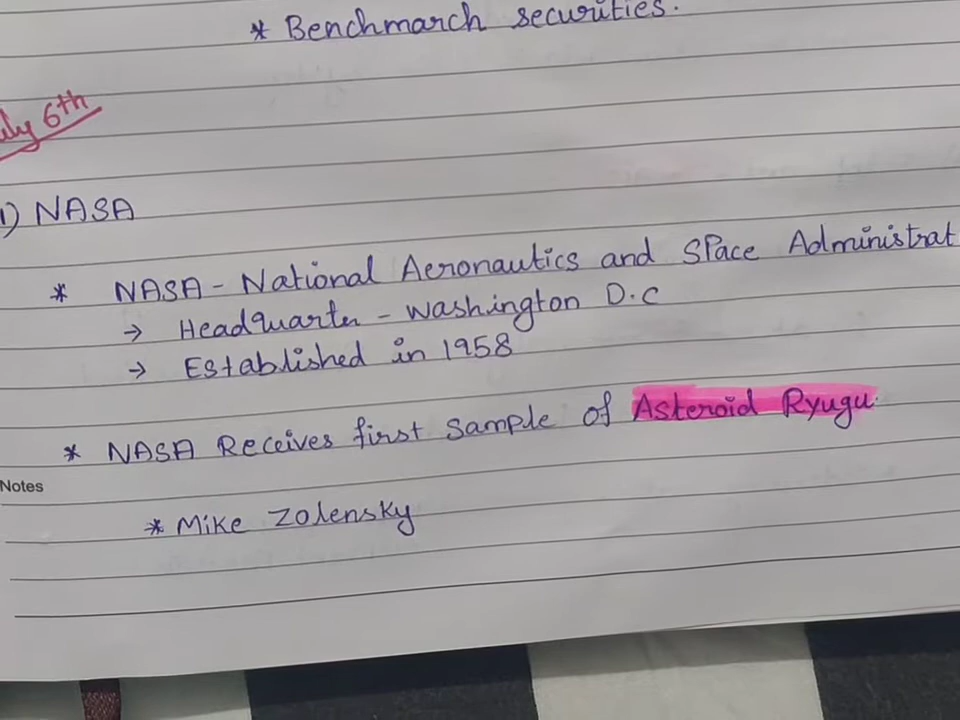 * Benchmarch securities.
uly 6th
1) NASA
* NASA - National Aeronautics and Space Administrat
→ Headquarter - Washington D.C
→ Established in 1958
* NASA Receives first sample of Asteroid Ryugu.
Notes
* Mike Zolensky